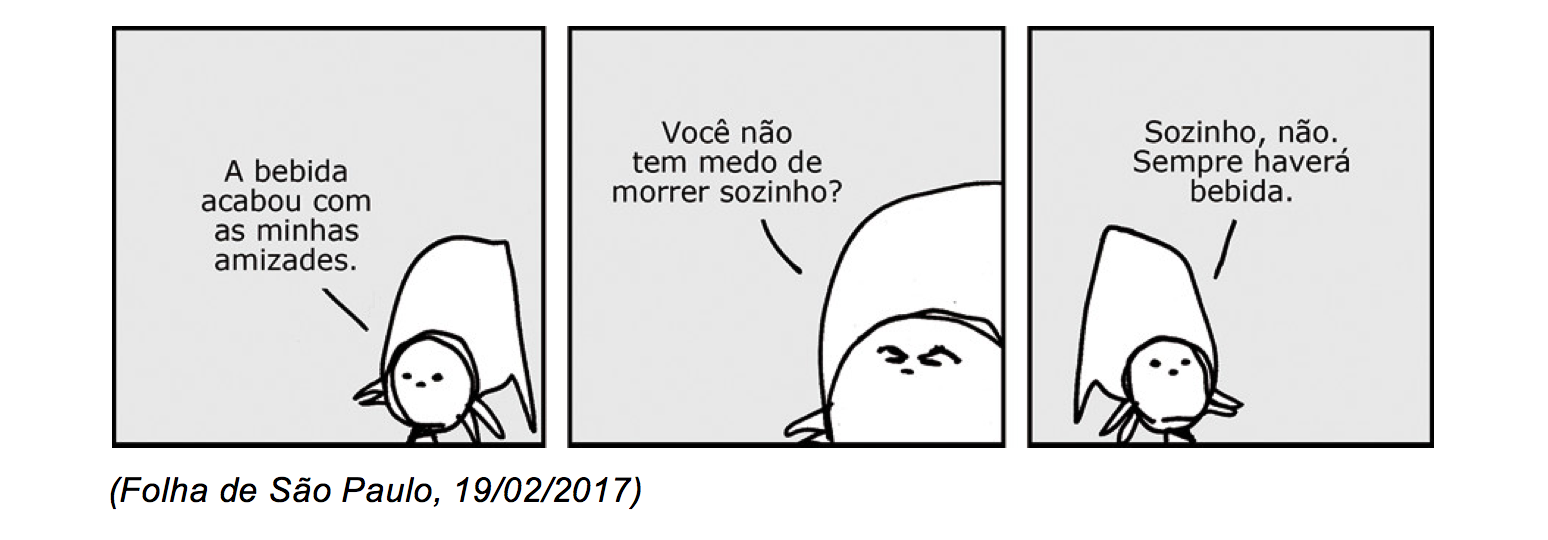 A bebida
acabou com
as minhas
amizades.
Você não
tem medo de
morrer sozinho?
Sozinho, não.
Sempre haverá
bebida.
(Folha de São Paulo, 19/02/2017)